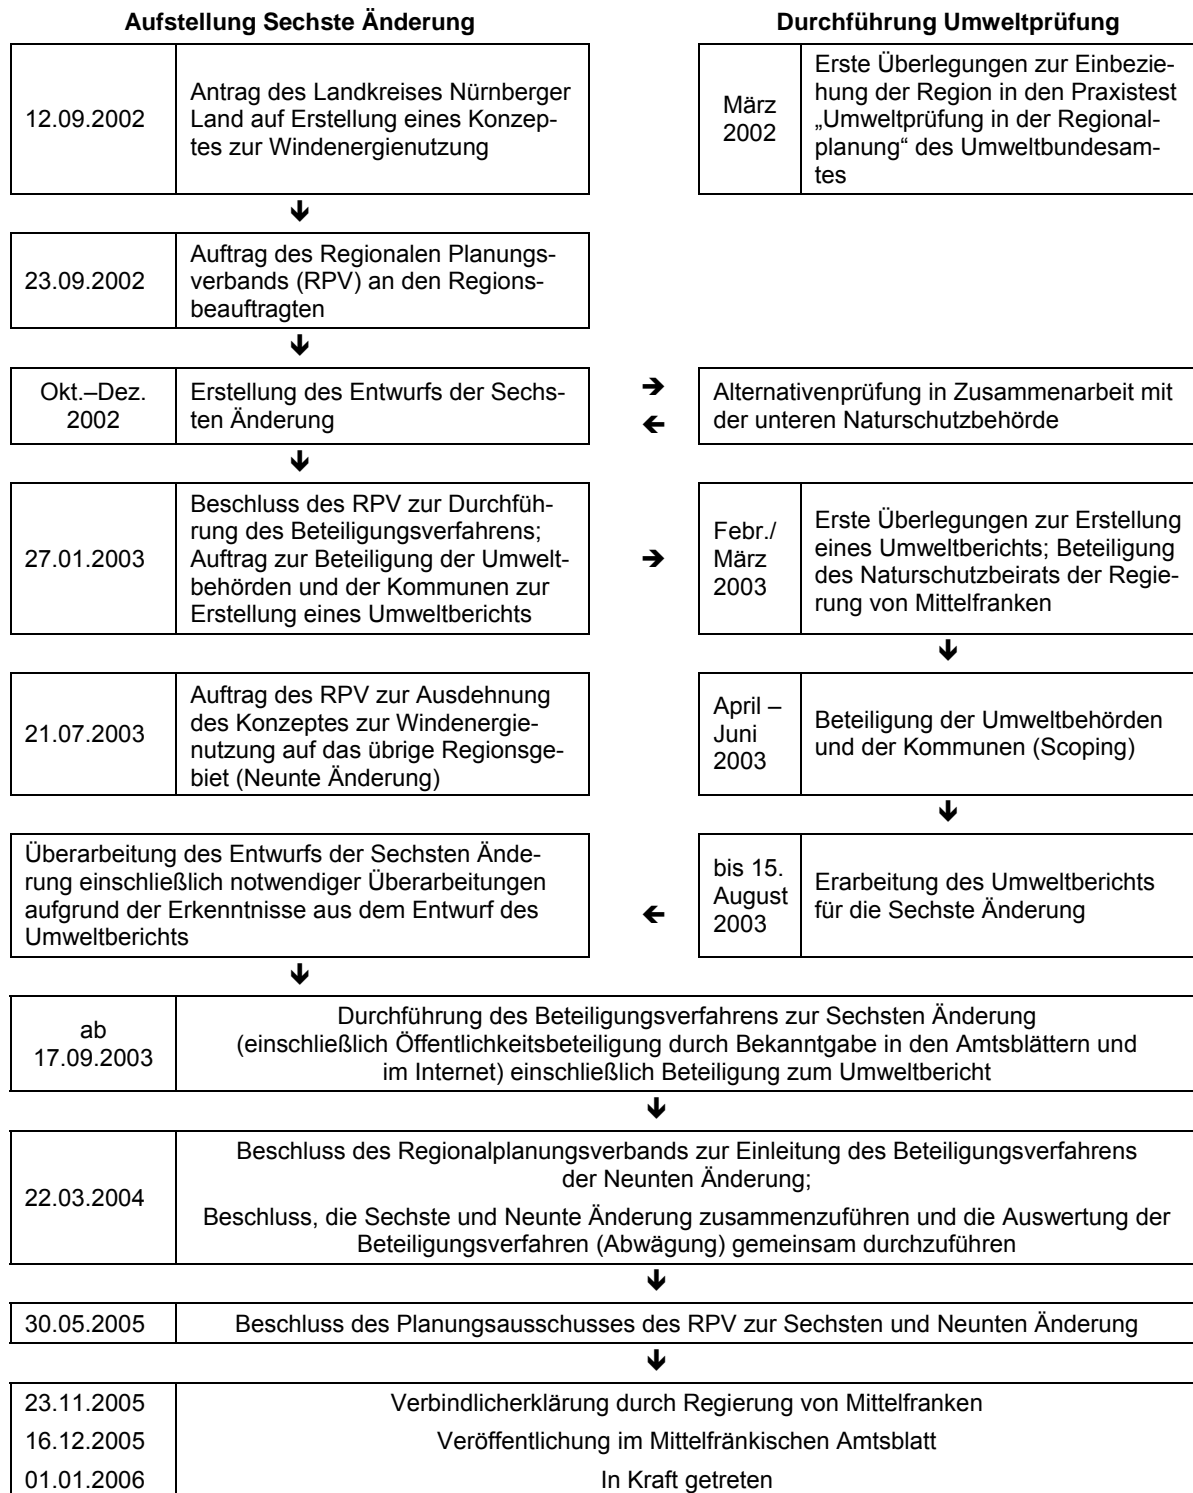 Aufstellung Sechste Änderung
Durchführung Umweltprüfung
12.09.2002
Antrag des Landkreises Nürnberger
Land auf Erstellung eines Konzep-
tes zur Windenergienutzung
März
2002
Erste Überlegungen zur Einbezie-
hung der Region in den Praxistest
„Umweltprüfung in der Regional-
planung“ des Umweltbundesam-
tes
23.09.2002
Auftrag des Regionalen Planungs-
verbands (RPV) an den Regions-
beauftragten
Okt.–Dez.
2002
Erstellung des Entwurfs der Sechs-
ten Änderung
Alternativenprüfung in Zusammenarbeit mit
der unteren Naturschutzbehörde
27.01.2003
Beschluss des RPV zur Durchfüh-
rung des Beteiligungsverfahrens;
Auftrag zur Beteiligung der Umwelt-
behörden und der Kommunen zur
Erstellung eines Umweltberichts
Febr./
März
2003
Erste Überlegungen zur Erstellung
eines Umweltberichts; Beteiligung
des Naturschutzbeirats der Regie-
rung von Mittelfranken
21.07.2003
Auftrag des RPV zur Ausdehnung
des Konzeptes zur Windenergie-
nutzung auf das übrige Regionsge-
biet (Neunte Änderung)
April –
Juni
2003
Beteiligung der Umweltbehörden
und der Kommunen (Scoping)
Überarbeitung des Entwurfs der Sechsten Ände-
rung einschließlich notwendiger Überarbeitungen
aufgrund der Erkenntnisse aus dem Entwurf des
Umweltberichts
bis 15.
August
2003
Erarbeitung des Umweltberichts
für die Sechste Änderung
ab
17.09.2003
Durchführung des Beteiligungsverfahrens zur Sechsten Änderung
(einschließlich Öffentlichkeitsbeteiligung durch Bekanntgabe in den Amtsblättern und
im Internet) einschließlich Beteiligung zum Umweltbericht
22.03.2004
Beschluss des Regionalplanungsverbands zur Einleitung des Beteiligungsverfahrens
der Neunten Änderung;
Beschluss, die Sechste und Neunte Änderung zusammenzuführen und die Auswertung der
Beteiligungsverfahren (Abwägung) gemeinsam durchzuführen
30.05.2005
Beschluss des Planungsausschusses des RPV zur Sechsten und Neunten Änderung
23.11.2005
Verbindlicherklärung durch Regierung von Mittelfranken
16.12.2005
Veröffentlichung im Mittelfränkischen Amtsblatt
01.01.2006
In Kraft getreten